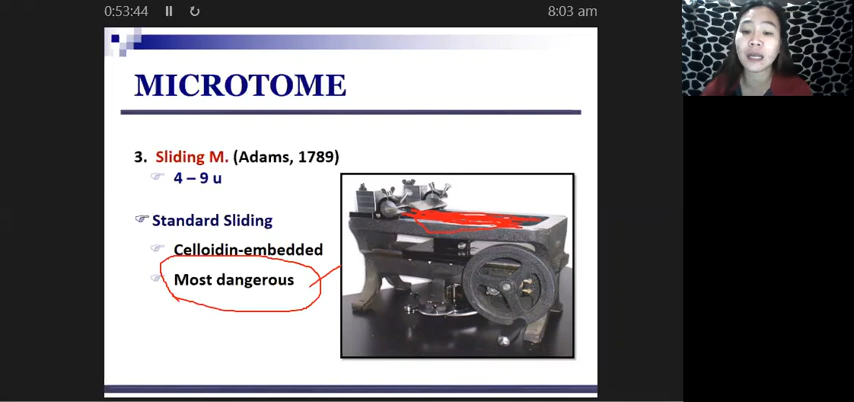 0:53:44
8:03 am
MICROTOME
3. Sliding M. (Adams, 1789)
4 – 9 u
Standard Sliding
Celloidin-embedded
Most dangerous